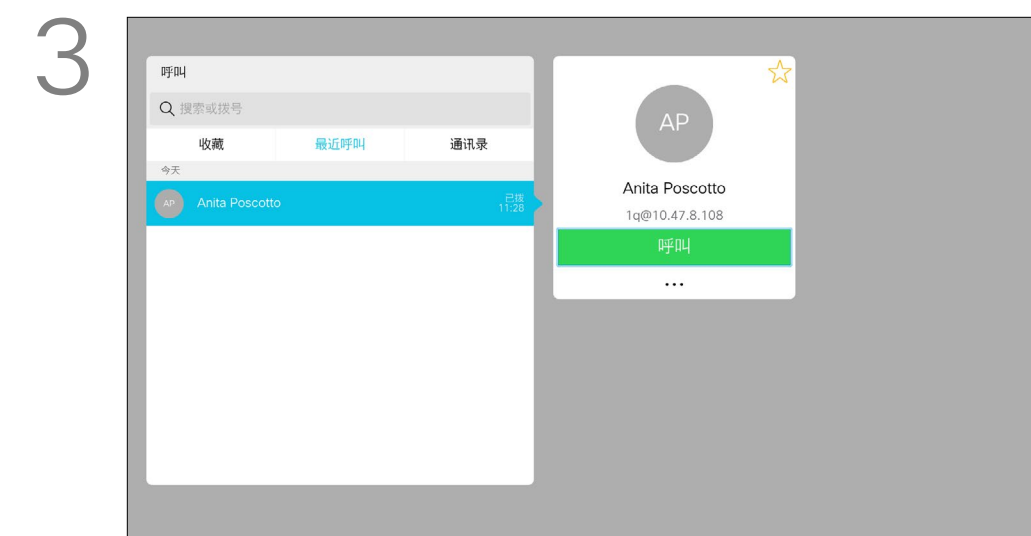 3
呼叫
搜索或拨号
收藏 最近呼叫 通讯录
今天
AP Anita Poscotto 已拨 11:28
AP
Anita Poscotto
1q@10.47.8.108
呼叫
...